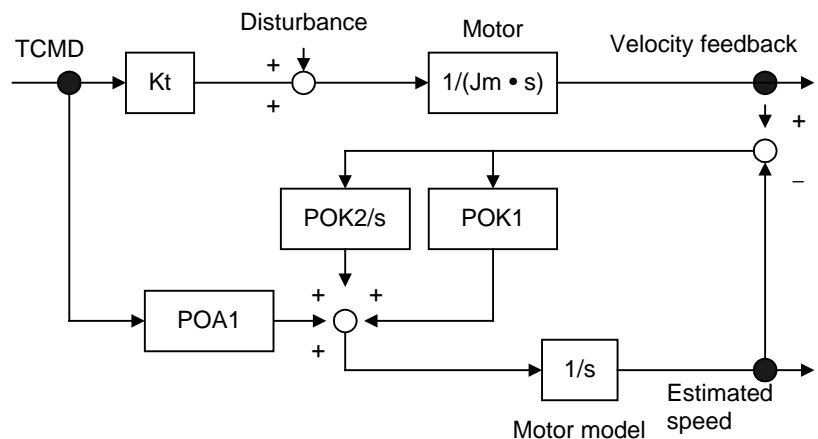 Disturbance
TCMD
Motor
Velocity feedback
+
Kt
1/(Jm • s)
+
+
–
POK2/s
POK1
+
+
POA1
+
1/s
Estimated
speed
Motor model